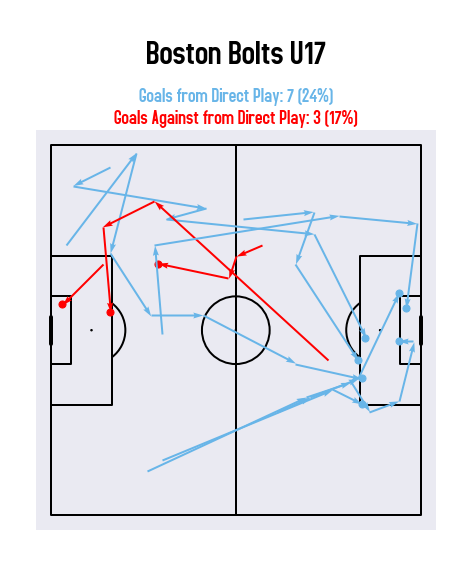 Boston Bolts U17
Goals from Direct Play: 7 (24%)
Goals Against from Direct Play: 3 (17%)